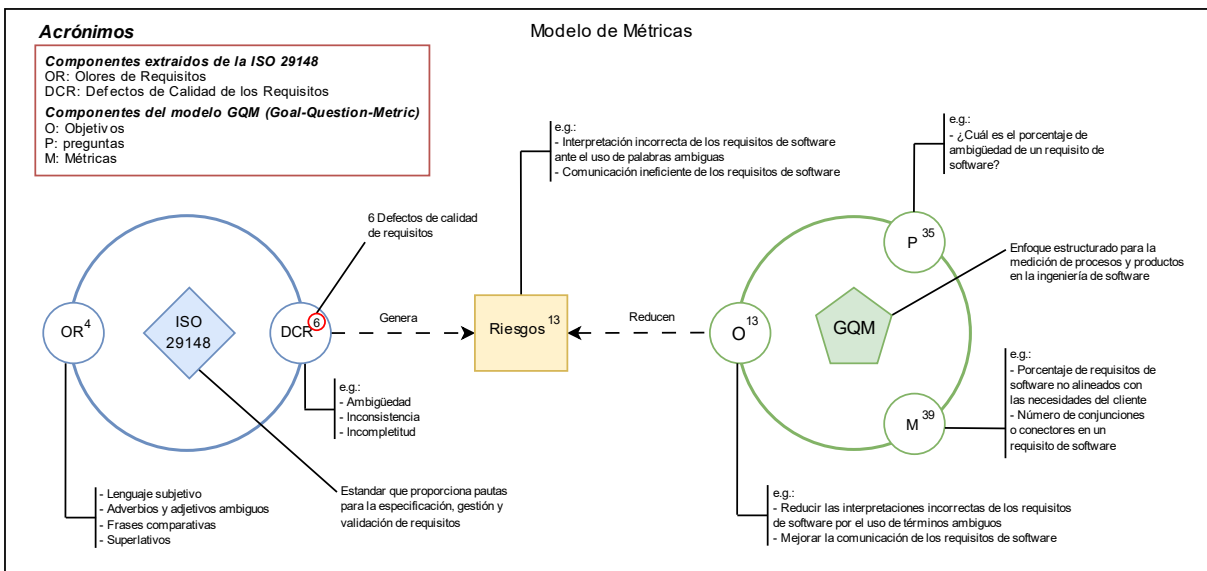 Modelo de Métricas
Acrónimos
Componentes extraidos de la ISO 29148
OR: Olores de Requisitos
DCR: Defectos de Calidad de los Requisitos
Componentes del modelo GQM (Goal-Question-Metric)
O: Objetivos
P: preguntas
M: Métricas
e.g.:
- Interpretación incorrecta de los requisitos de software
ante el uso de palabras ambiguas
- Comunicación ineficiente de los requisitos de software
e.g.:
- ¿Cuál es el porcentaje de
ambigüedad de un requisito de
software?
6 Defectos de calidad
de requisitos
OR 4
ISO
29148
DCR 6
Genera
Riesgos 13
Reducen
O 13
GQM
P 35
M 39
Enfoque estructurado para la
medición de procesos y productos
en la ingeniería de software
e.g.:
- Ambigüedad
- Inconsistencia
- Incompletitud
e.g.:
- Porcentaje de requisitos de
software no alineados con
las necesidades del cliente
- Número de conjunciones
o conectores en un
requisito de software
- Lenguaje subjetivo
- Adverbios y adjetivos ambiguos
- Frases comparativas
- Superlativos
Estandar que proporciona pautas
para la especificación, gestión y
validación de requisitos
e.g.:
- Reducir las interpretaciones incorrectas de los requisitos
de software por el uso de términos ambiguos
- Mejorar la comunicación de los requisitos de software